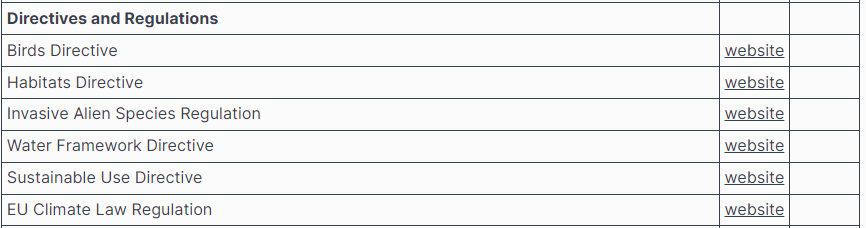 Directives and Regulations
Birds Directive website
Habitats Directive website
Invasive Alien Species Regulation website
Water Framework Directive website
Sustainable Use Directive website
EU Climate Law Regulation website